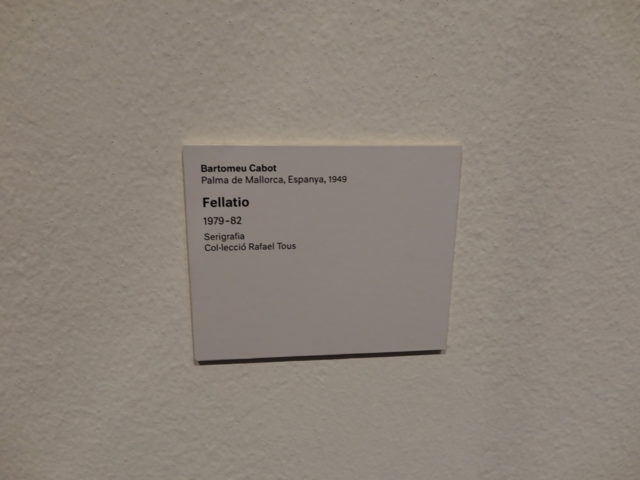 Bartomeu Cabot
Palma de Mallorca, Espanya, 1949
Fellatio
1979-82
Serigrafia
Col·lecció Rafael Tous